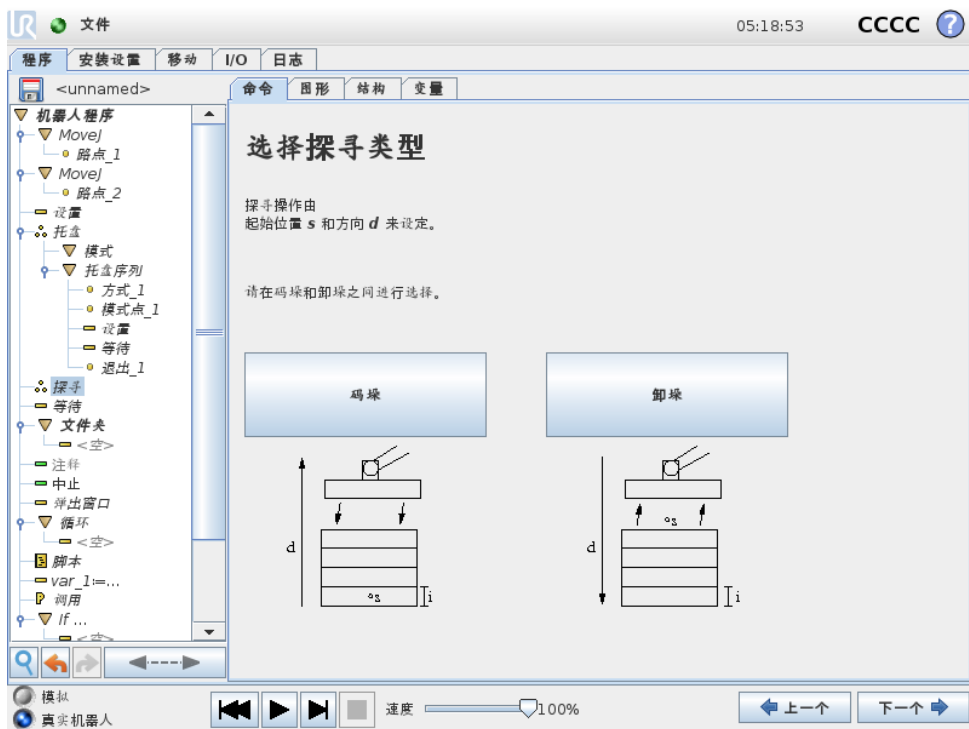 UR
文件
05:18:53
CCCC
?
程序
安装设置
移动
I/O
日志
<unnamed>
命令
图形
结构
变量
机器人程序
MoveJ
路点_1
MoveJ
路点_2
设置
托盘
模式
托盘序列
方式_1
模式点_1
设置
等待
退出_1
探寻
等待
文件夹
<空>
注释
中止
弹出窗口
循环
<空>
脚本
var_1:=...
P 调用
If ...
<空>
选择探寻类型
探寻操作由
起始位置 s 和方向 d 来设定。
请在码垛和卸垛之间进行选择。
码垛
卸垛
d
s
i
d
s
i
模拟
真实机器人
速度
100%
上一个
下一个